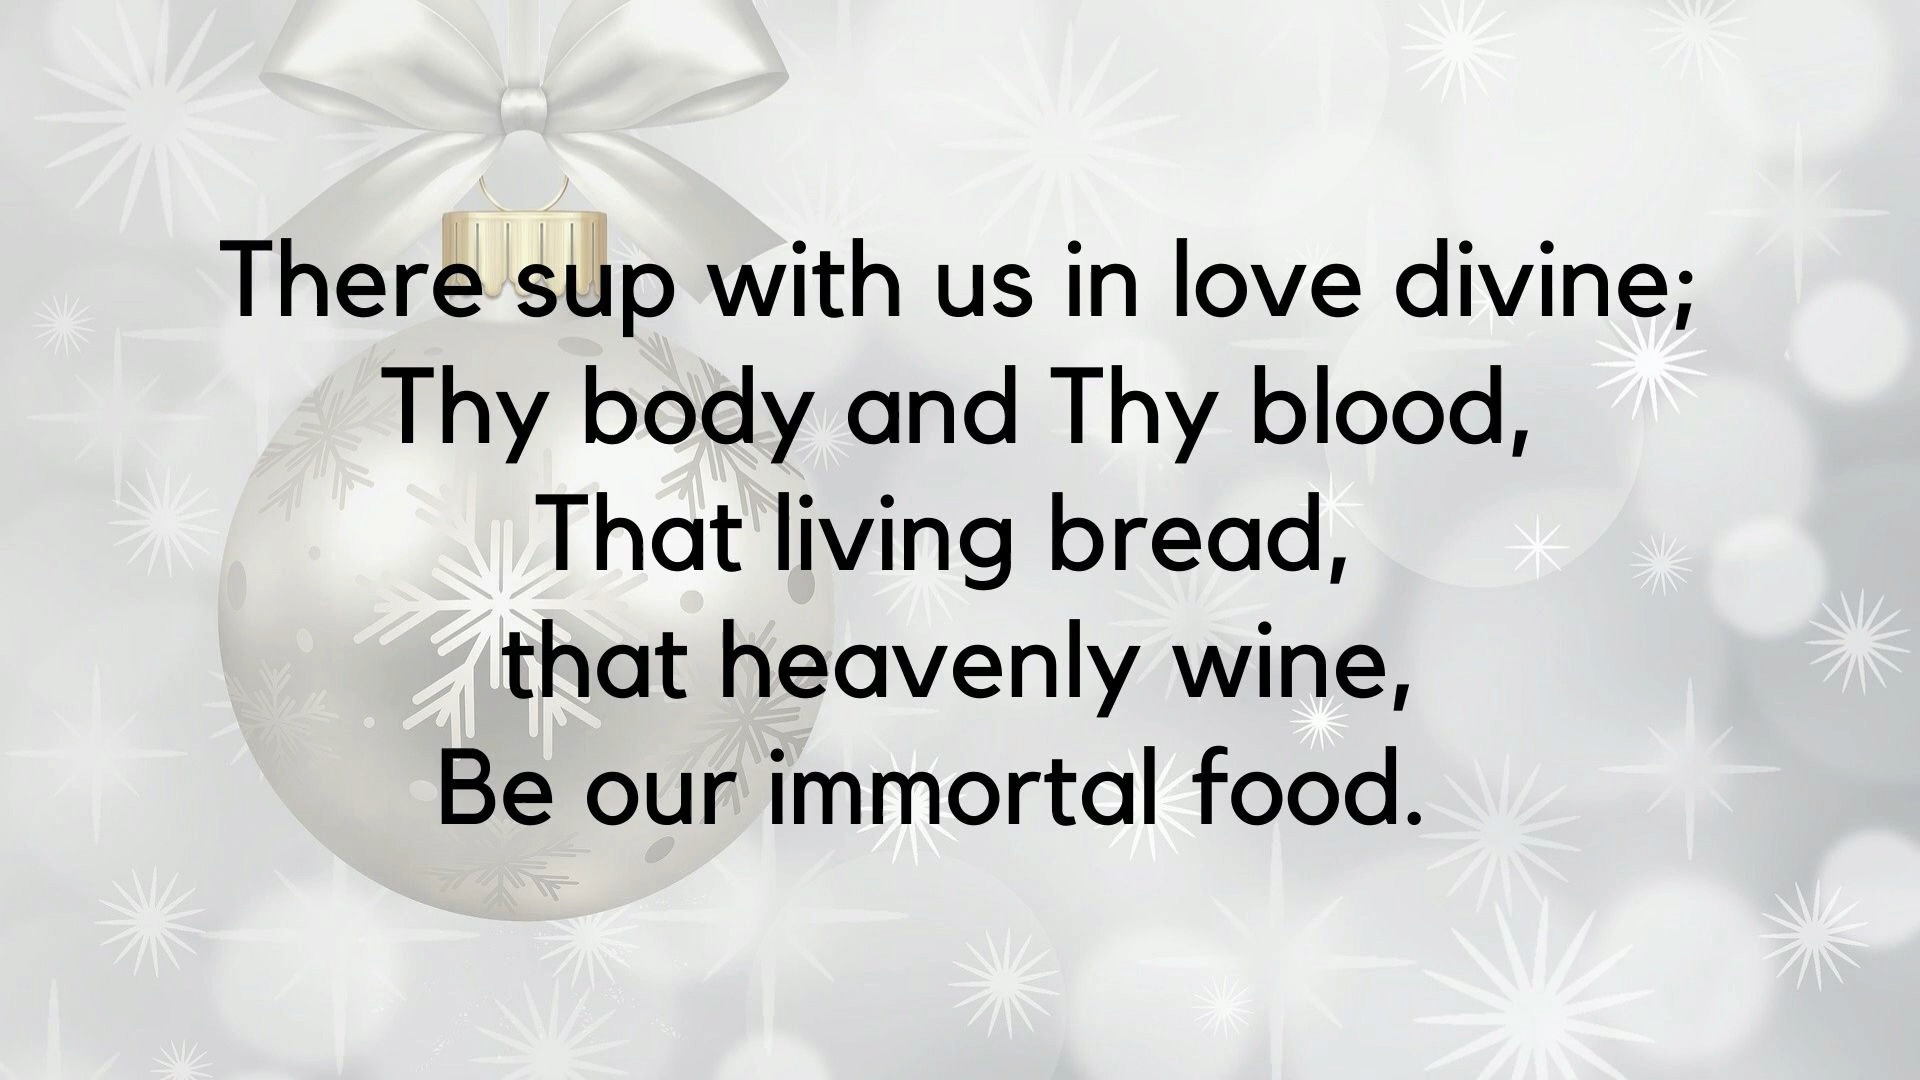 There sup with us in love divine;
Thy body and Thy blood,
That living bread,
that heavenly wine,
Be our immortal food.